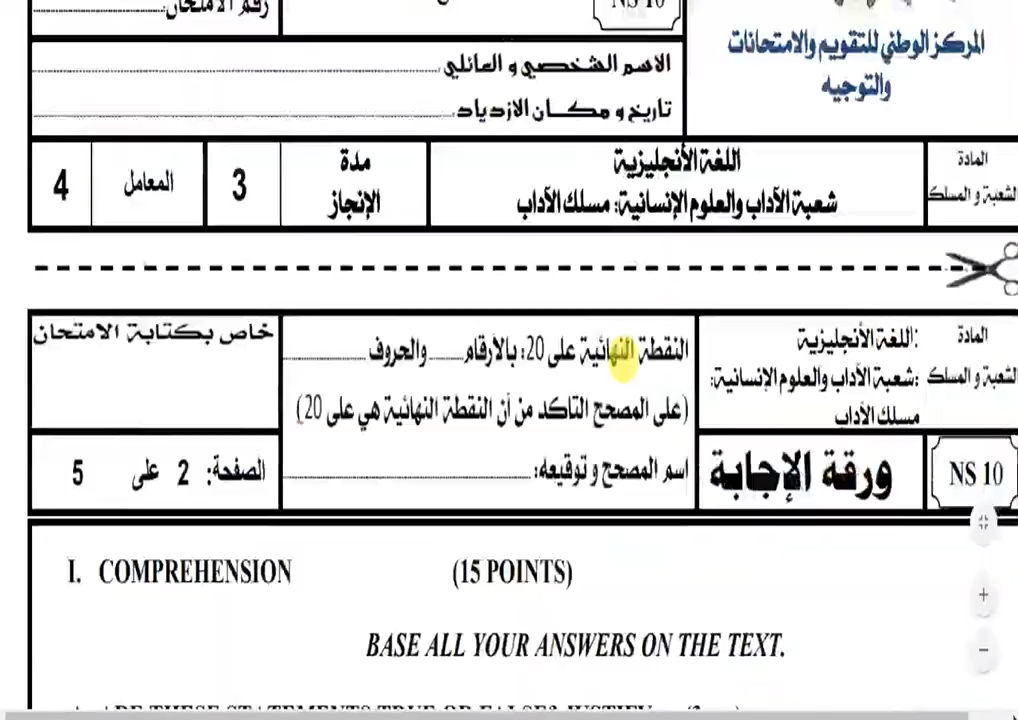 NS 10
رقم الامتحان:
المركز الوطني للتقويم والامتحانات
والتوجيه
الاسم الشخصي و العائلي
تاريخ و مكان الازدياد
المادة
الشعبة و المسلك
اللغة الأنجليزية
شعبة الآداب والعلوم الإنسانية: مسلك الآداب
مدة
الإنجاز
3
المعامل
4
المادة
الشعبة و المسلك
:اللغة الأنجليزية
:شعبة الآداب والعلوم الإنسانية:
مسلك الآداب
النقطة النهائية على 20: بالأرقام والحروف
(على المصحح التأكد من أن النقطة النهائية هي على 20)
اسم المصحح و توقيعه:
خاص بكتابة الامتحان
NS 10
ورقة الإجابة
الصفحة: 2 على 5
I. COMPREHENSION (15 POINTS)
BASE ALL YOUR ANSWERS ON THE TEXT.